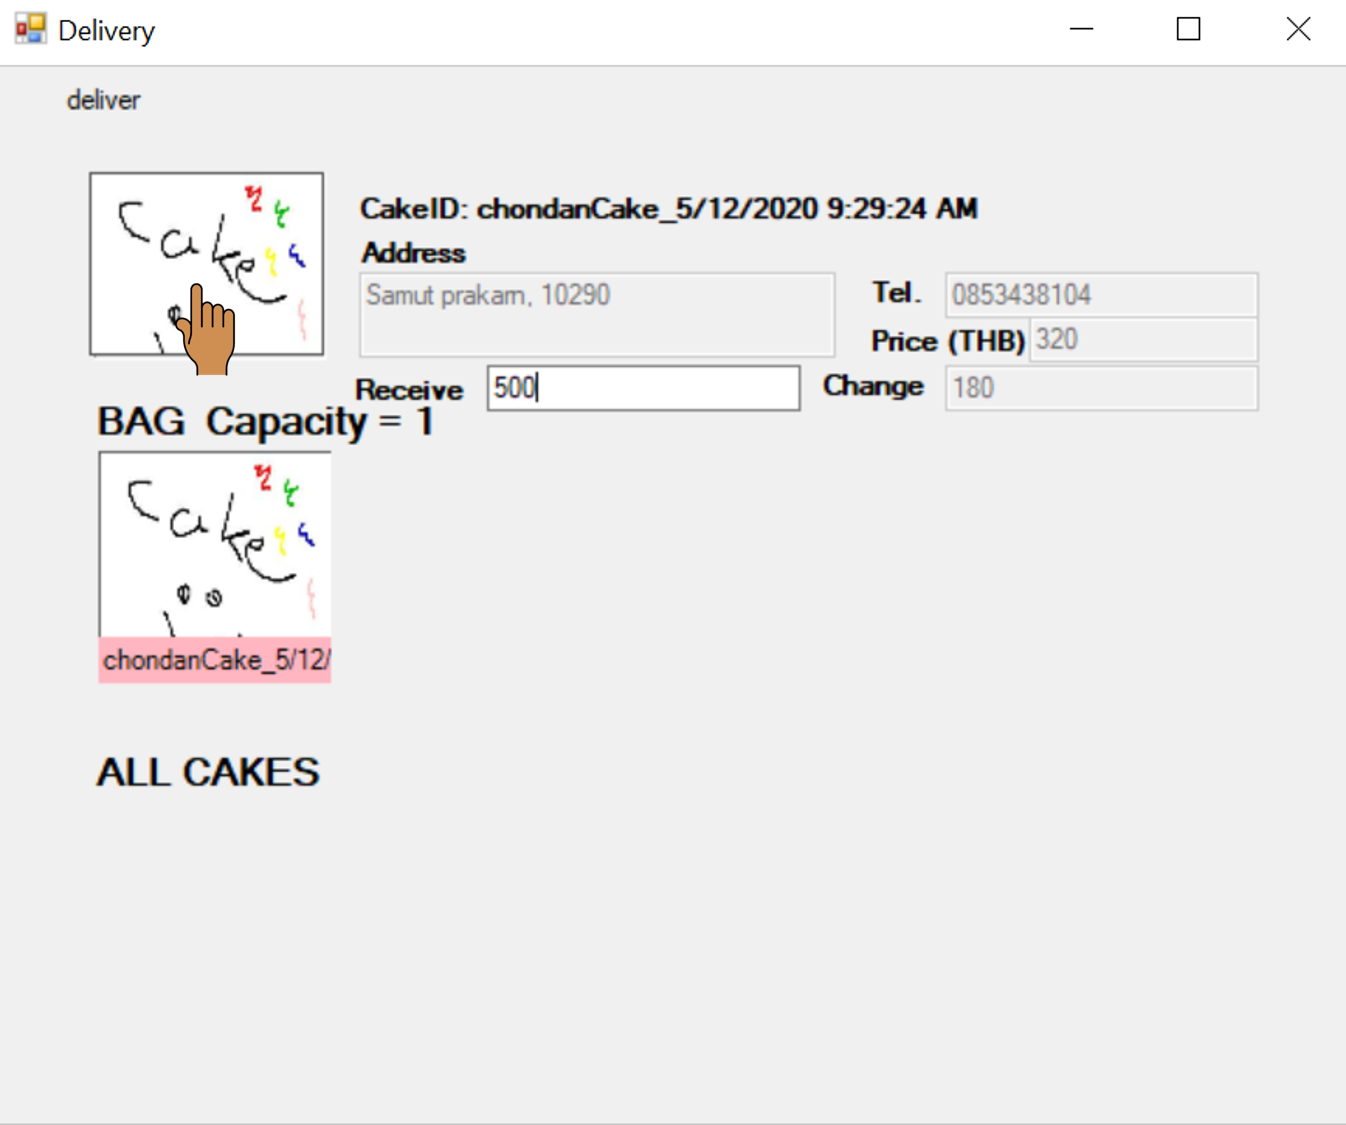 Delivery
deliver
Cake
CakeID: chondanCake_5/12/2020 9:29:24 AM
Address
Samut prakarn, 10290
Tel. 0853438104
Price (THB) 320
Receive 500 Change 180
BAG Capacity = 1
Cake
chondanCake_5/12/
ALL CAKES